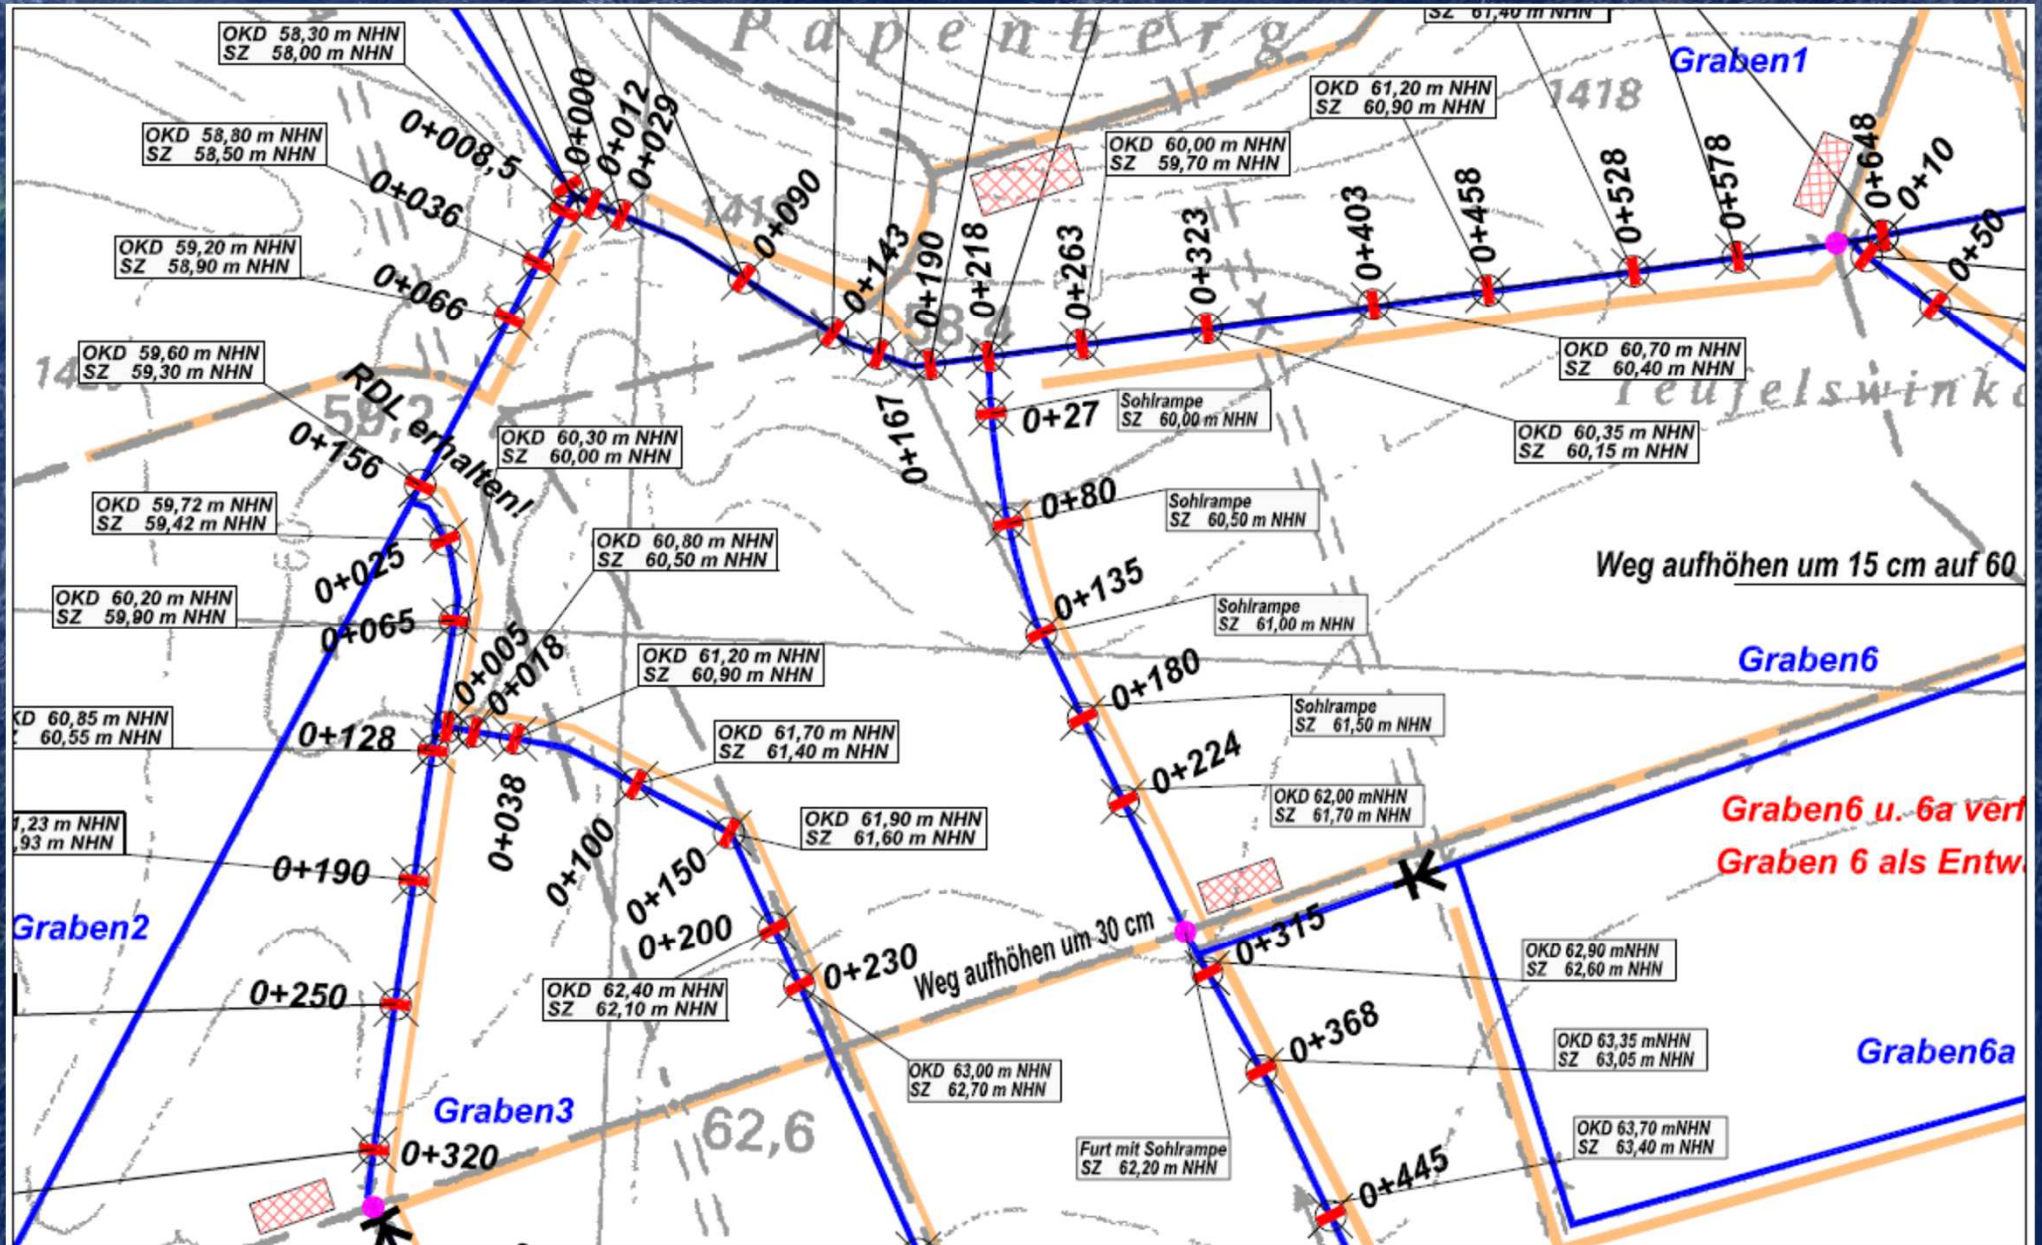 Papenberg
SZ 61,40 m NHN
OKD 58,30 m NHN
SZ 58,00 m NHN
Graben1
1418
OKD 61,20 m NHN
SZ 60,90 m NHN
OKD 58,80 m NHN
SZ 58,50 m NHN
0+008,5
0+000
0+012
0+029
OKD 60,00 m NHN
SZ 59,70 m NHN
0+036
0+090
0+143
0+190
0+218
0+263
0+323
0+403
0+458
0+528
0+578
0+648
0+10
0+50
OKD 59,20 m NHN
SZ 58,90 m NHN
0+066
58,4
OKD 59,60 m NHN
SZ 59,30 m NHN
RDL erhalten!
0+167
0+27
Sohlrampe
SZ 60,00 m NHN
OKD 60,70 m NHN
SZ 60,40 m NHN
0+156
OKD 60,30 m NHN
SZ 60,00 m NHN
OKD 60,35 m NHN
SZ 60,15 m NHN
OKD 59,72 m NHN
SZ 59,42 m NHN
0+80
Sohlrampe
SZ 60,50 m NHN
0+025
OKD 60,80 m NHN
SZ 60,50 m NHN
Weg aufhöhen um 15 cm auf 60
OKD 60,20 m NHN
SZ 59,90 m NHN
0+065
0+135
Sohlrampe
SZ 61,00 m NHN
0+005
0+018
OKD 61,20 m NHN
SZ 60,90 m NHN
Graben6
0+180
Sohlrampe
SZ 61,50 m NHN
KD 60,85 m NHN
60,55 m NHN
0+128
OKD 61,70 m NHN
SZ 61,40 m NHN
0+224
OKD 62,00 mNHN
SZ 61,70 m NHN
0+038
0+100
OKD 61,90 m NHN
SZ 61,60 m NHN
Graben6 u. 6a verf
Graben 6 als Entw
1,23 m NHN
,93 m NHN
0+190
0+150
0+200
Graben2
0+230
Weg aufhöhen um 30 cm
0+315
OKD 62,90 mNHN
SZ 62,60 m NHN
0+250
OKD 62,40 m NHN
SZ 62,10 m NHN
0+368
OKD 63,35 mNHN
SZ 63,05 m NHN
Graben6a
OKD 63,00 m NHN
SZ 62,70 m NHN
Graben3
62,6
0+320
Furt mit Sohlrampe
SZ 62,20 m NHN
0+445
OKD 63,70 mNHN
SZ 63,40 m NHN